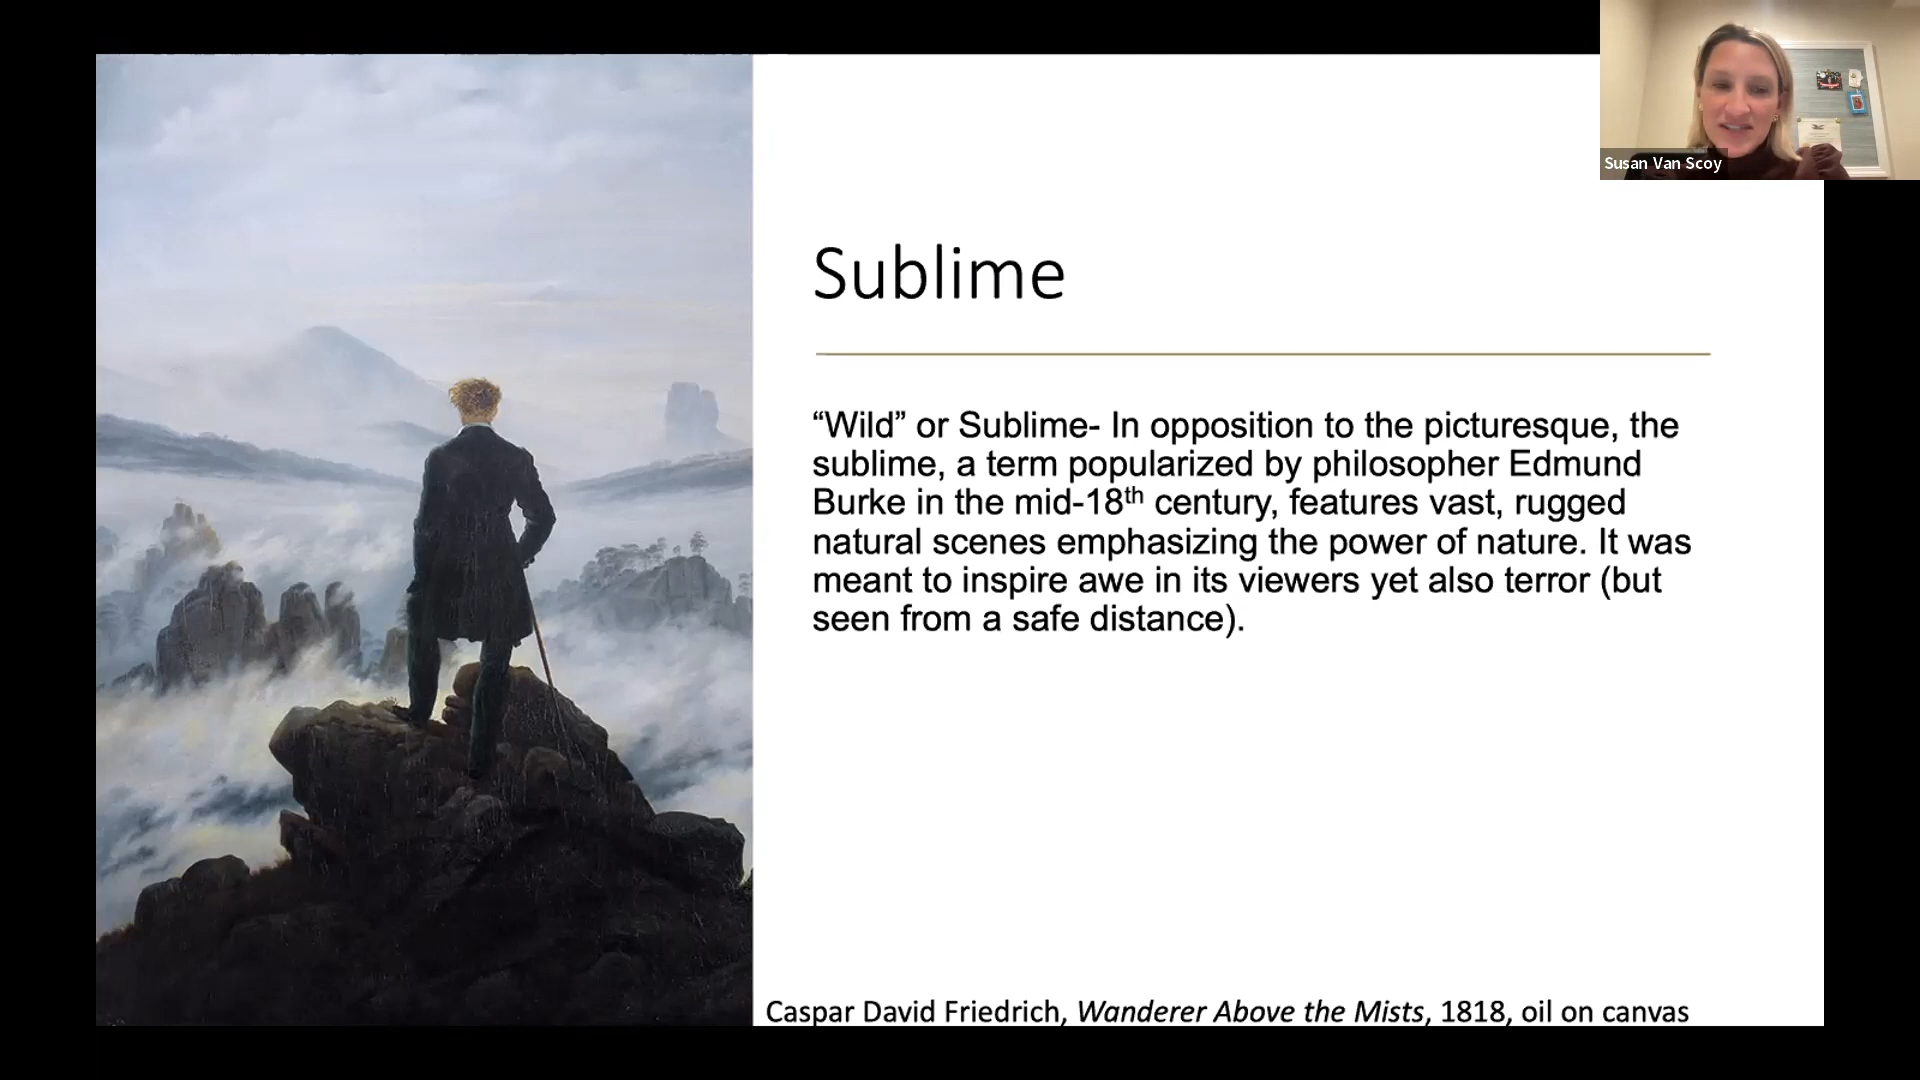 Susan Van Scoy
Sublime
“Wild” or Sublime- In opposition to the picturesque, the
sublime, a term popularized by philosopher Edmund
Burke in the mid-18th century, features vast, rugged
natural scenes emphasizing the power of nature. It was
meant to inspire awe in its viewers yet also terror (but
seen from a safe distance).
Caspar David Friedrich, Wanderer Above the Mists, 1818, oil on canvas